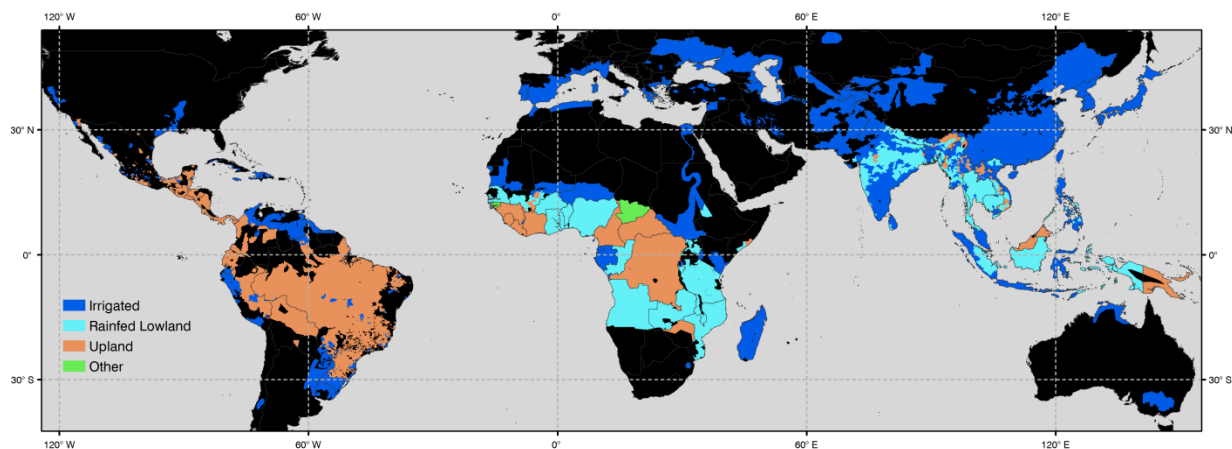 120° W 60° W 0° 60° E 120° E
30° N 30° N
0° 0°
Irrigated
Rainfed Lowland
Upland
Other
30° S 30° S
120° W 60° W 0° 60° E 120° E